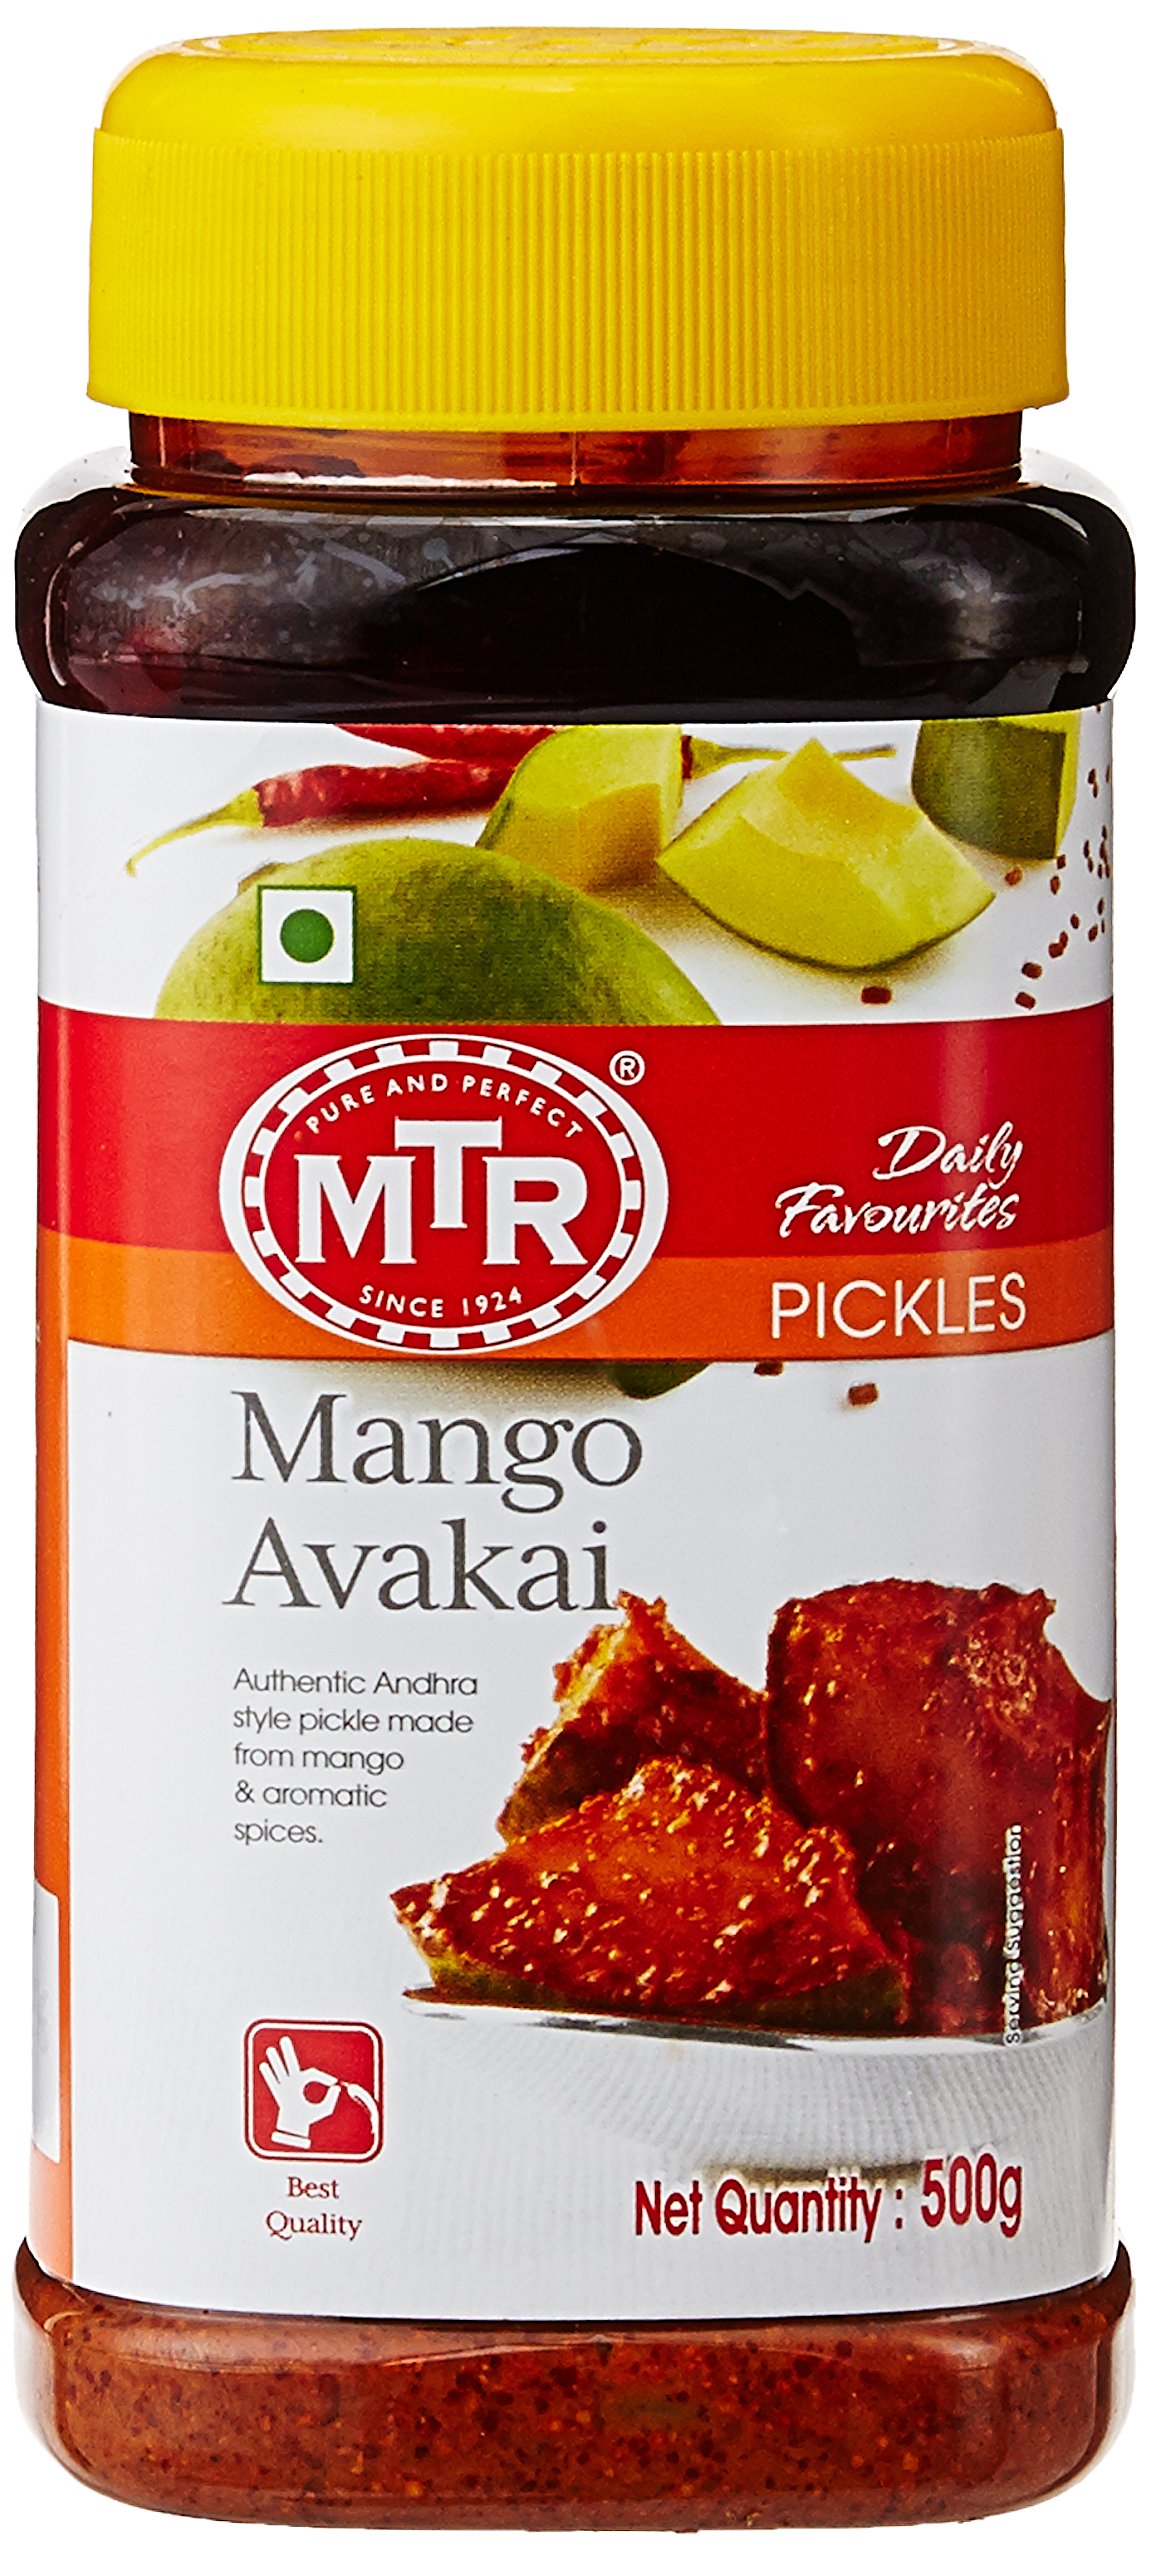 PURE AND PERFECT
MTR
®
SINCE 1924
Daily
Favourites
PICKLES
Mango
Avakai
Authentic Andhra
style pickle made
from mango
& aromatic
spices.
Serving suggestion
Best
Quality
Net Quantity : 500g